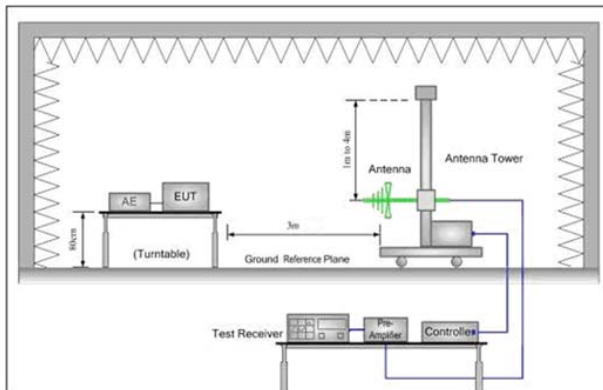 1m to 4m
Antenna
Antenna Tower
AE
EUT
80cm
(Turntable)
3m
Ground Reference Plane
Test Receiver
Pre-
Amplifier
Controller